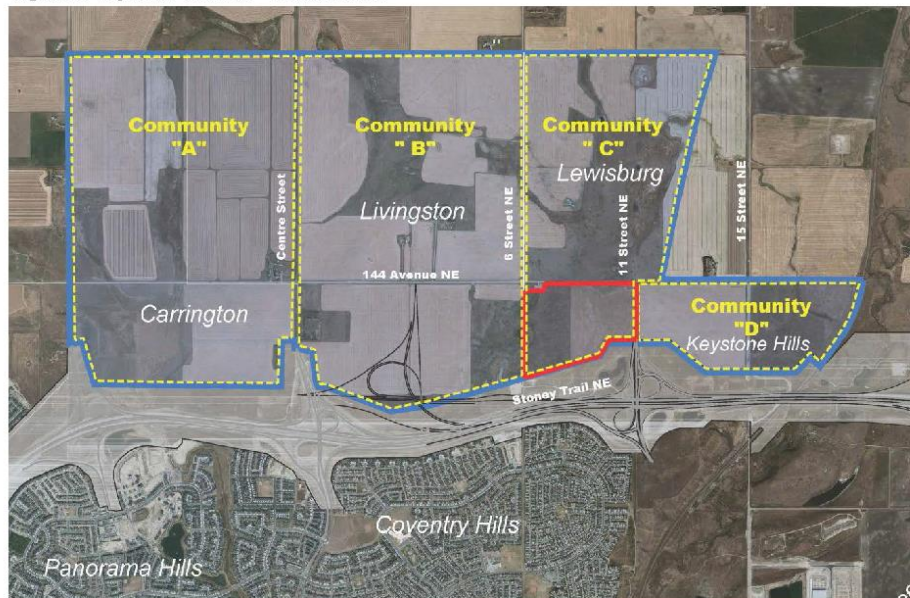 Community
"A"
Community
" B"
Community
" C"
Lewisburg
Livingston
Centre Street
6 Street NE
11 Street NE
15 Street NE
144 Avenue NE
Carrington
Community
"D"
Keystone Hills
Stoney Trail NE
Coventry Hills
Panorama Hills